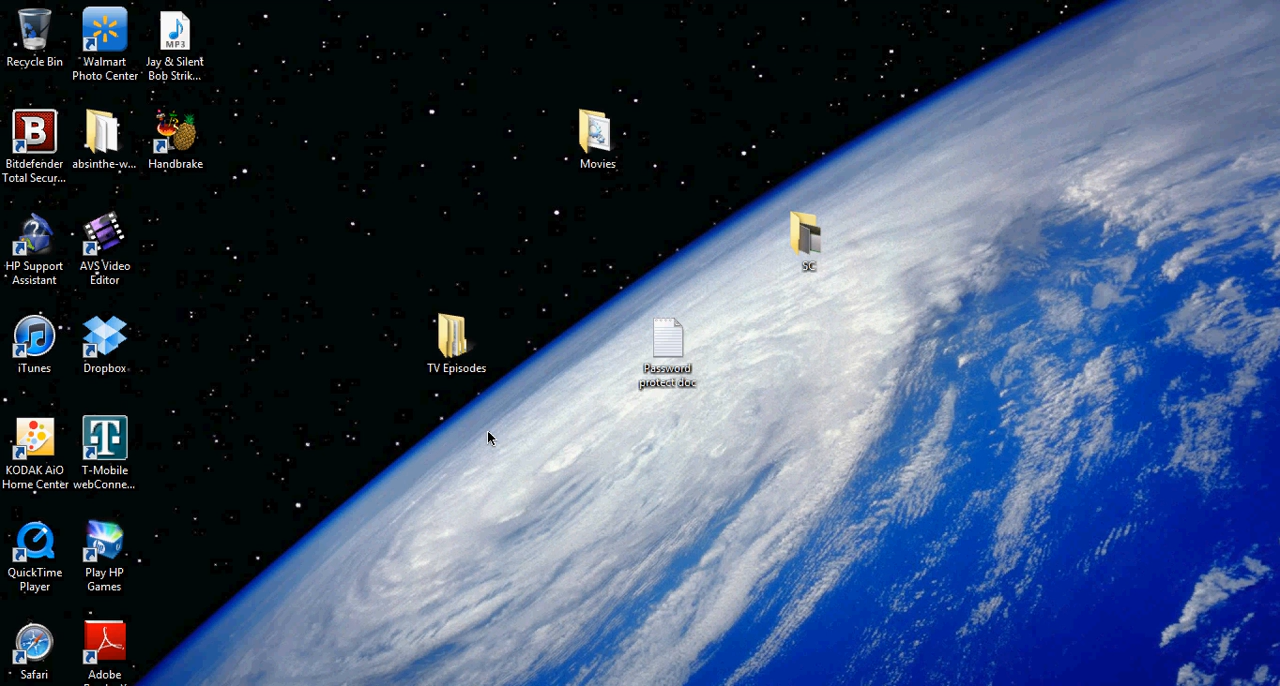 Recycle Bin
Walmart
Photo Center
MP3
Jay & Silent
Bob Strik...
B
Bitdefender
Total Secur...
absinthe-w...
Handbrake
Movies
HP Support
Assistant
AVS Video
Editor
SC
iTunes
Dropbox
TV Episodes
Password
protect doc
KODAK AiO
Home Center
T
T-Mobile
webConne...
QuickTime
Player
Play HP
Games
Safari
Adobe